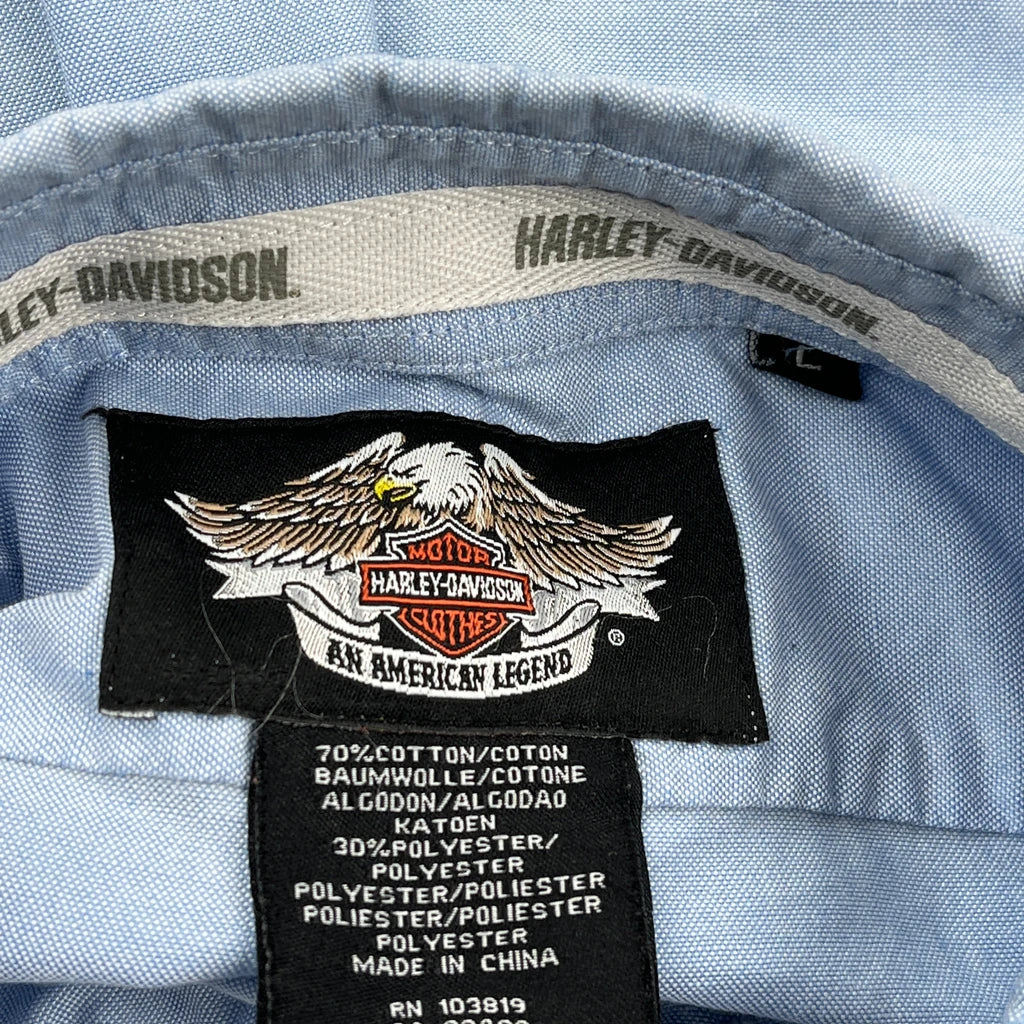 LEY-DAVIDSON.
HARLEY-DAVIDSON.
L
MOTOR
HARLEY-DAVIDSON
CLOTHES
AN AMERICAN LEGEND
®
70%COTTON/COTON
BAUMWOLLE/COTONE
ALGODON/ALGODAO
KATOEN
30%POLYESTER/
POLYESTER
POLYESTER/POLIESTER
POLIESTER/POLIESTER
POLYESTER
MADE IN CHINA
RN 103819